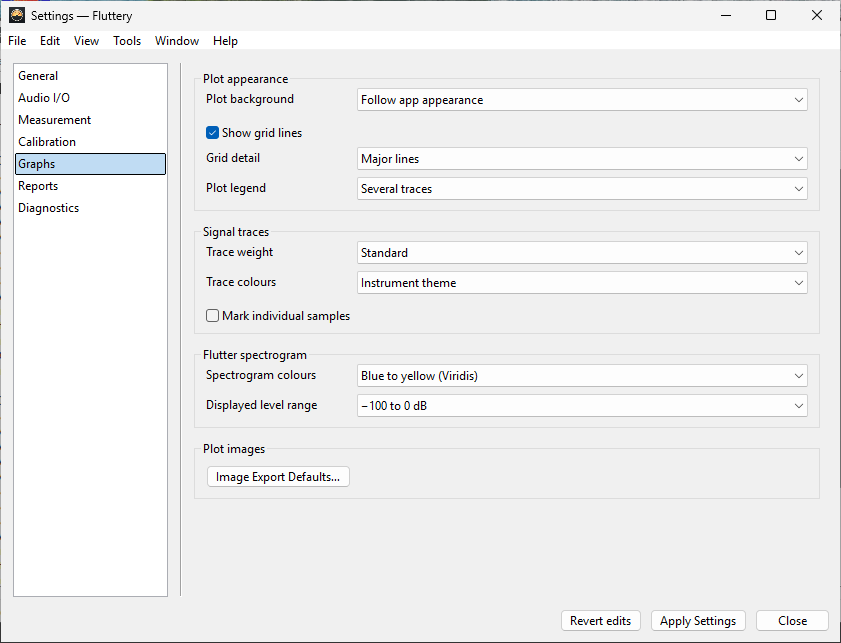 Settings — Fluttery
File Edit View Tools Window Help
General
Audio I/O
Measurement
Calibration
Graphs
Reports
Diagnostics
Plot appearance
Plot background Follow app appearance
Show grid lines
Grid detail Major lines
Plot legend Several traces
Signal traces
Trace weight Standard
Trace colours Instrument theme
Mark individual samples
Flutter spectrogram
Spectrogram colours Blue to yellow (Viridis)
Displayed level range −100 to 0 dB
Plot images
Image Export Defaults...
Revert edits Apply Settings Close